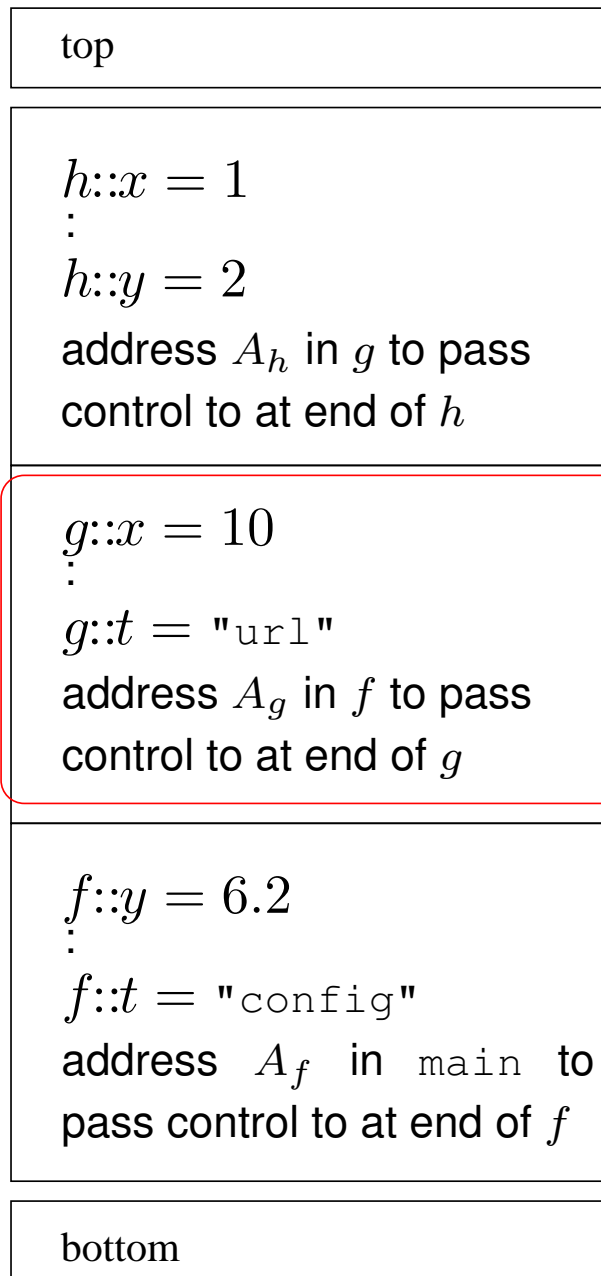 top
h::x = 1
:
h::y = 2
address A_h in g to pass
control to at end of h
g::x = 10
:
g::t = "url"
address A_g in f to pass
control to at end of g
f::y = 6.2
:
f::t = "config"
address A_f in main to
pass control to at end of f
bottom